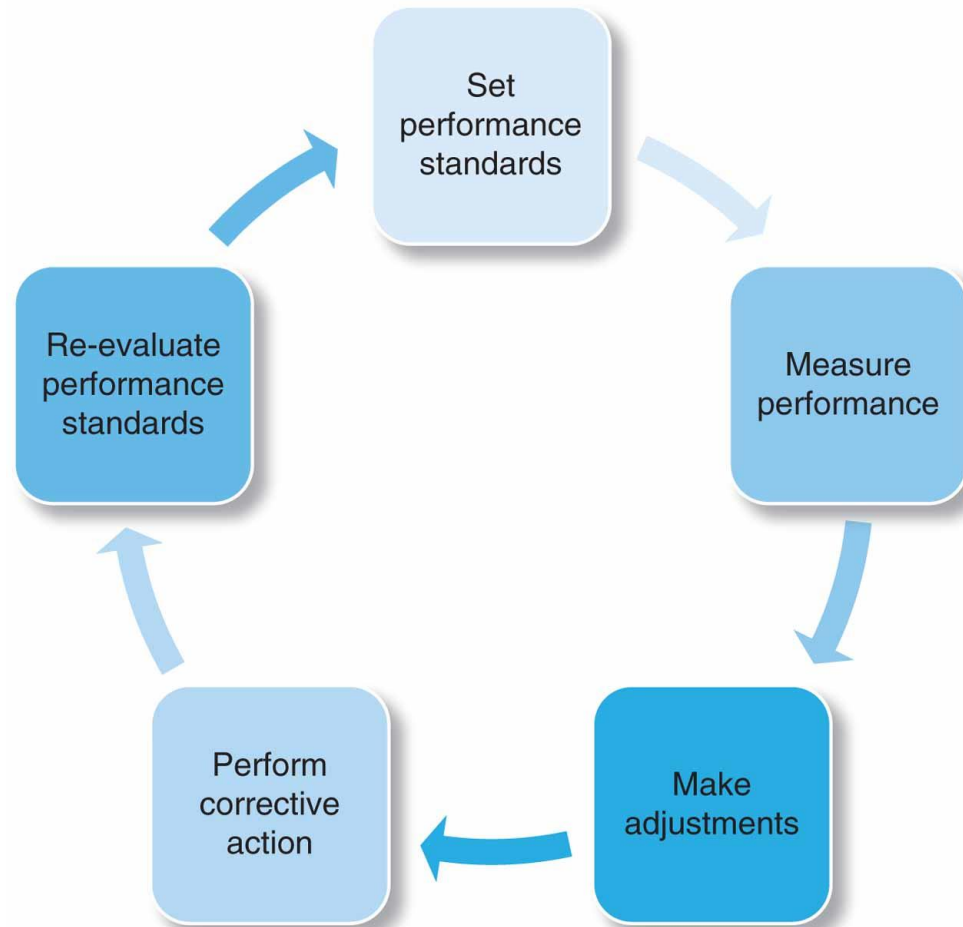 Set
performance
standards
Measure
performance
Make
adjustments
Perform
corrective
action
Re-evaluate
performance
standards